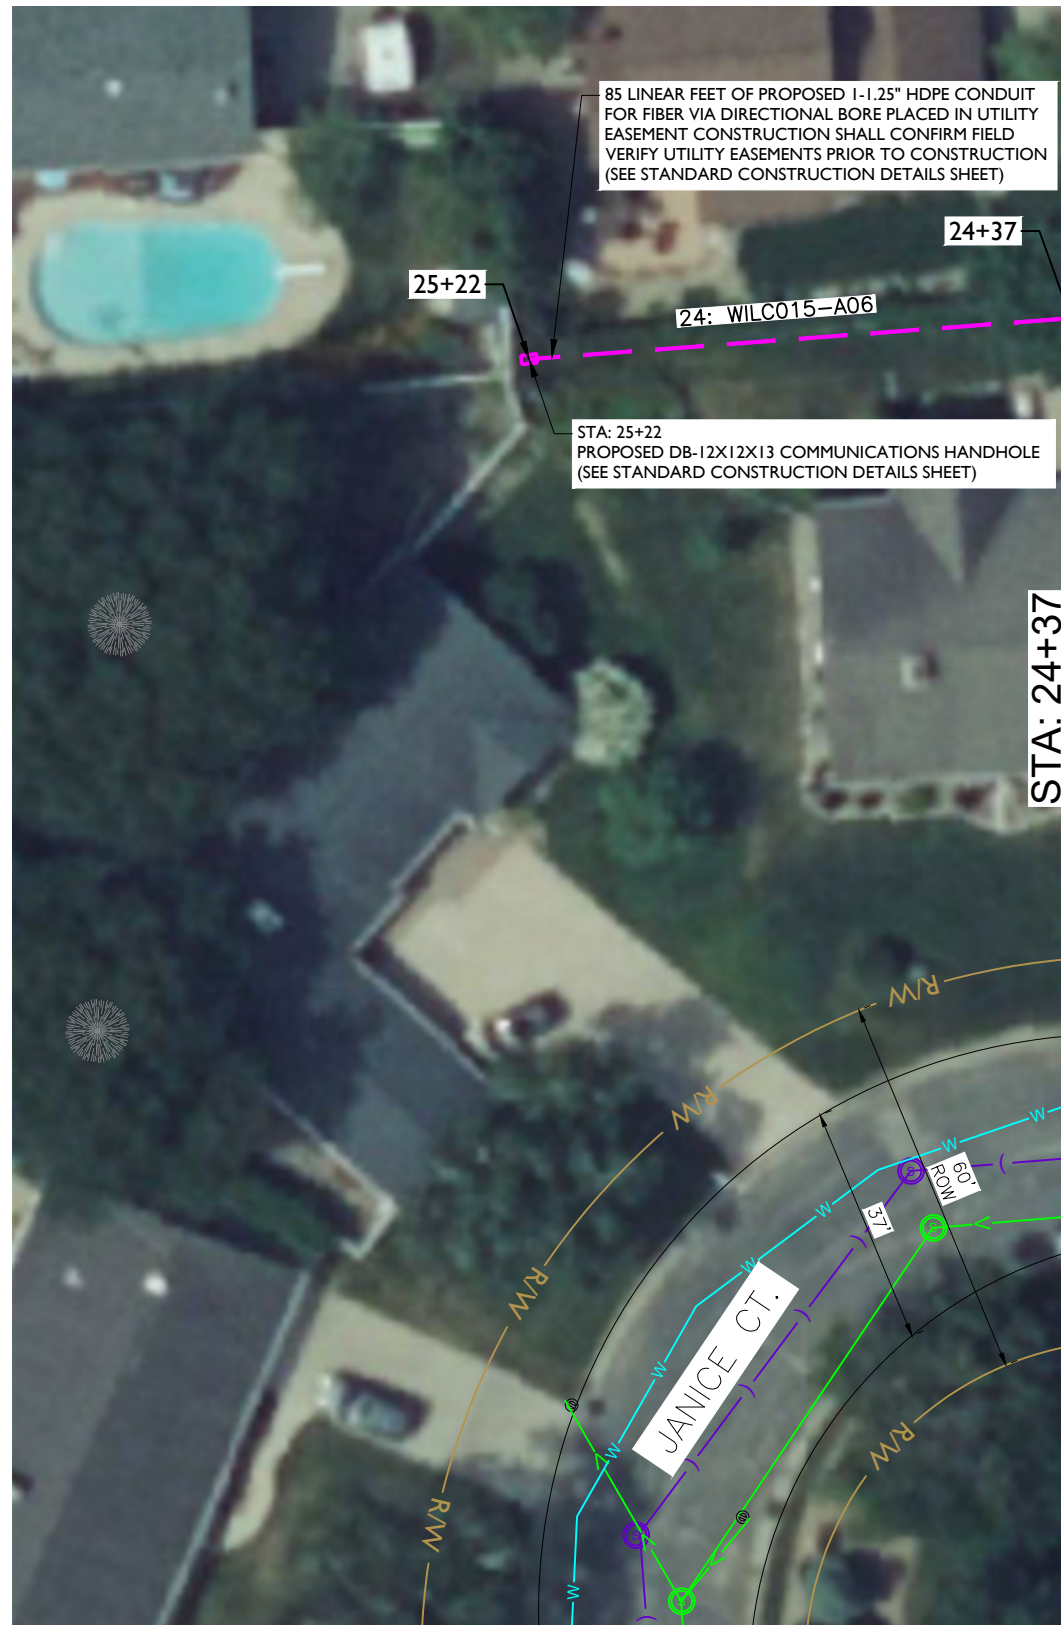 85 LINEAR FEET OF PROPOSED 1-1.25" HDPE CONDUIT
FOR FIBER VIA DIRECTIONAL BORE PLACED IN UTILITY
EASEMENT CONSTRUCTION SHALL CONFIRM FIELD
VERIFY UTILITY EASEMENTS PRIOR TO CONSTRUCTION
(SEE STANDARD CONSTRUCTION DETAILS SHEET)
24+37
25+22
24: WILC015-A06
STA: 25+22
PROPOSED DB-12X12X13 COMMUNICATIONS HANDHOLE
(SEE STANDARD CONSTRUCTION DETAILS SHEET)
STA: 24+37
R/W
R/W
W
W
60'
ROW
S
W
37'
S
W
R/W
JANICE CT.
W
R/W
W
R/W
S
W